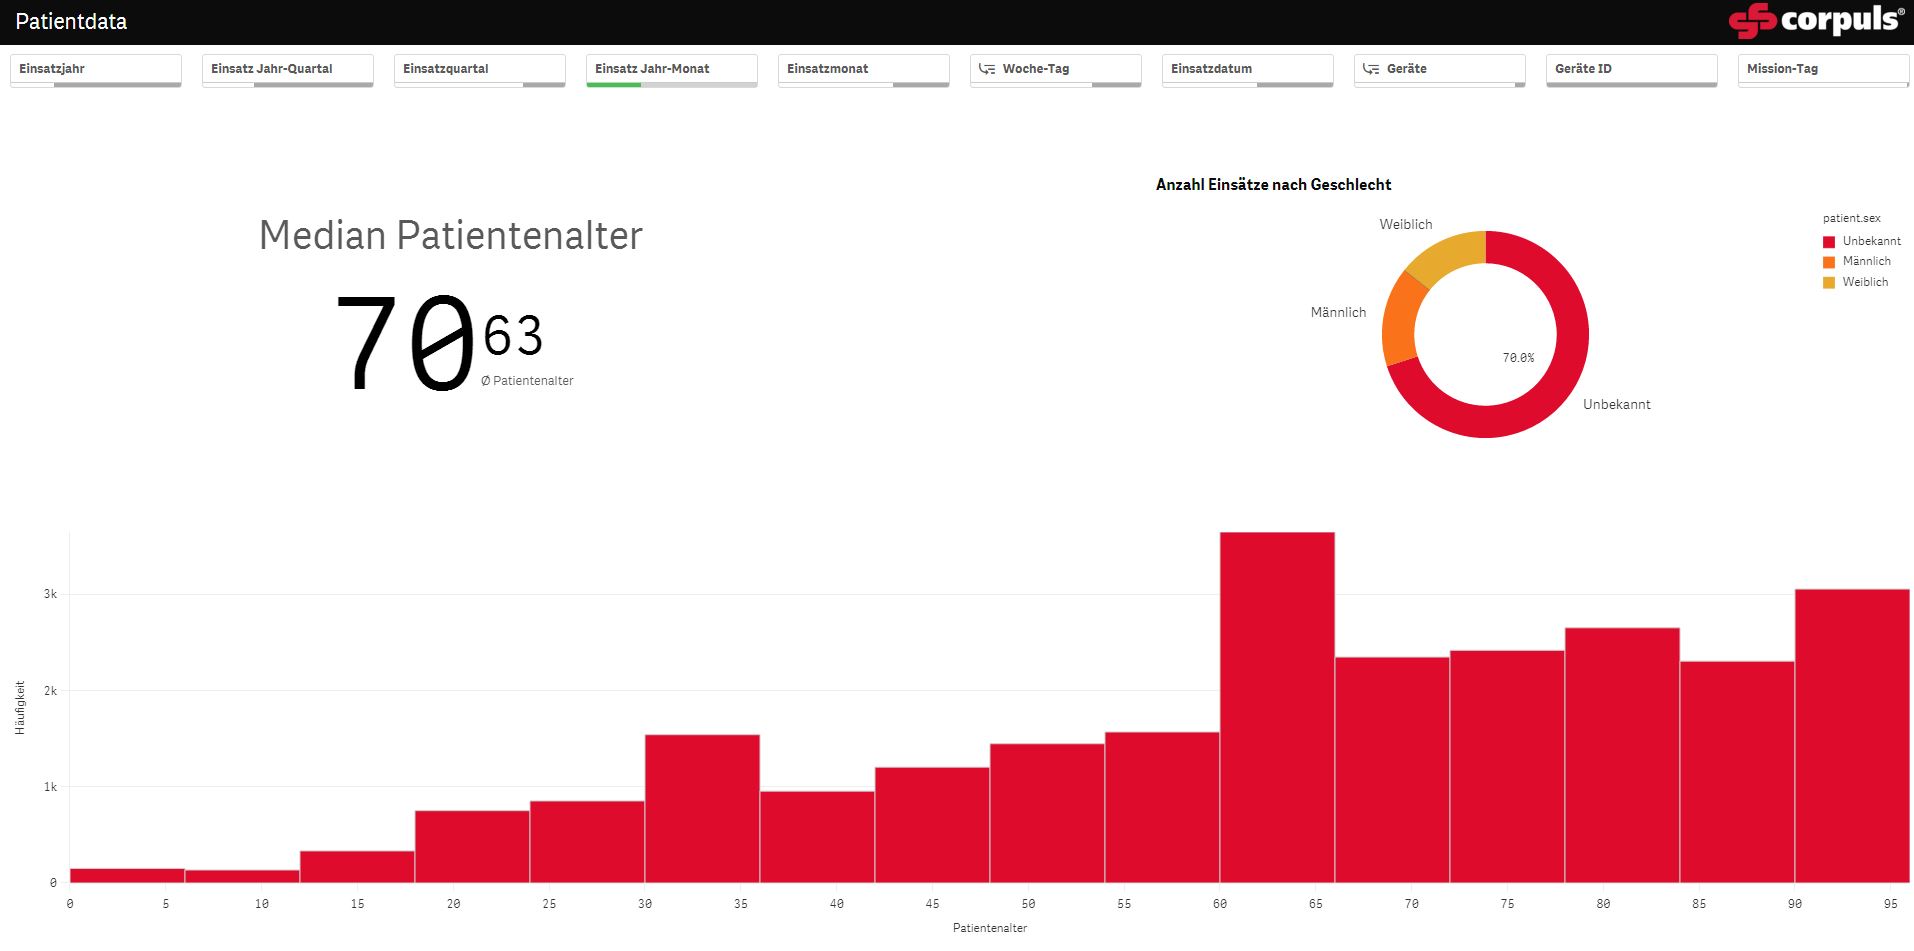 Patientdata
corpuls®
Einsatzjahr
Einsatz Jahr-Quartal
Einsatzquartal
Einsatz Jahr-Monat
Einsatzmonat
Woche-Tag
Einsatzdatum
Geräte
Geräte ID
Mission-Tag
Median Patientenalter
70
63
Ø Patientenalter
Anzahl Einsätze nach Geschlecht
Weiblich
Männlich
70.0%
Unbekannt
patient.sex
Unbekannt
Männlich
Weiblich
Häufigkeit
3k
2k
1k
0
0 5 10 15 20 25 30 35 40 45 50 55 60 65 70 75 80 85 90 95
Patientenalter